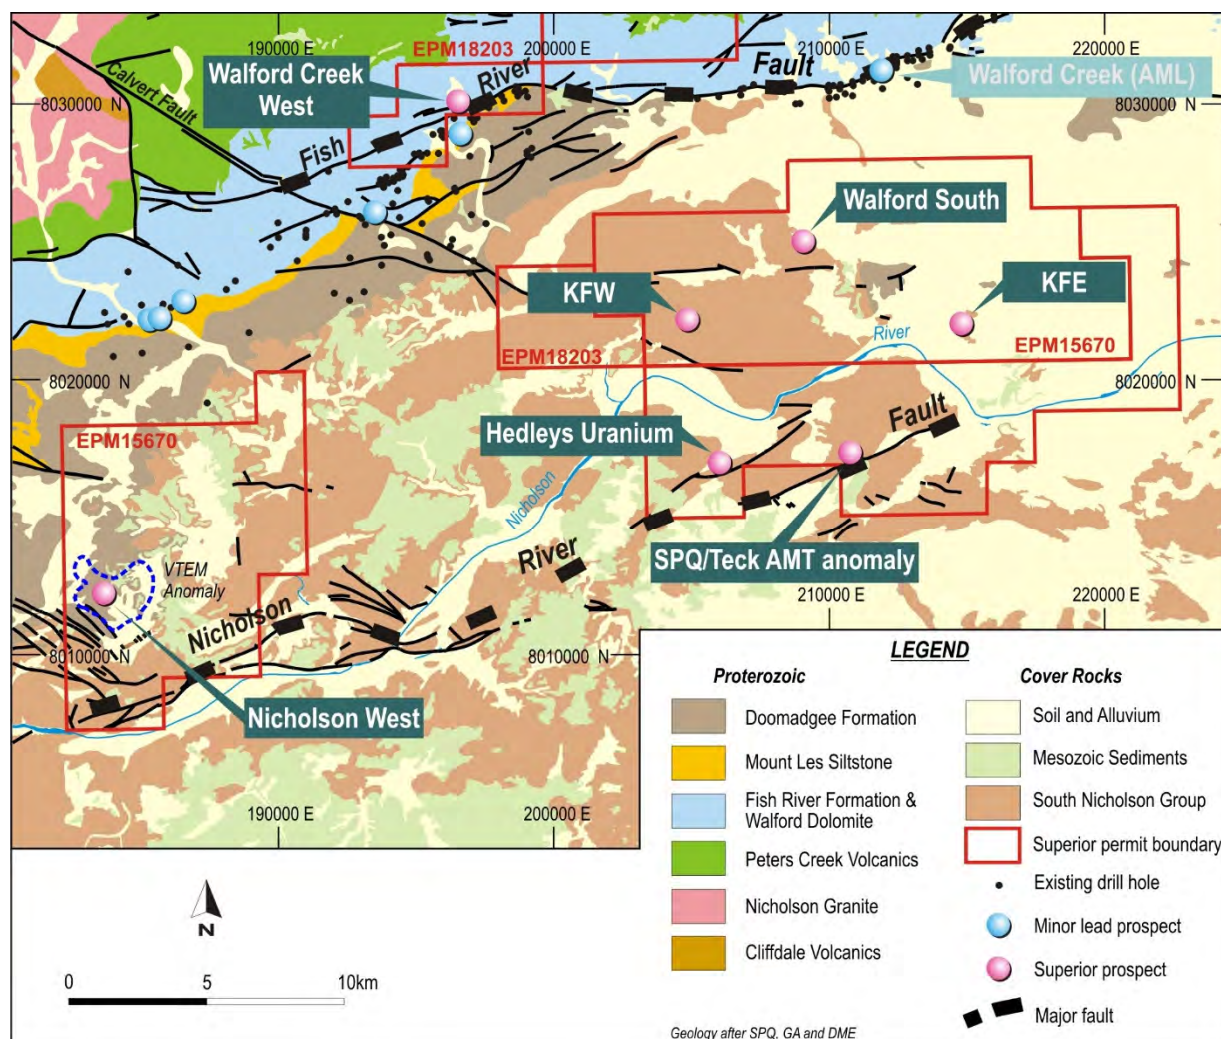 190000 E
200000 E
210000 E
220000 E
EPM18203
Walford Creek
West
River
Fault
Walford Creek (AML)
Calvert Fault
8030000 N
8030000 N
Fish
Walford South
KFW
KFE
River
EPM18203
EPM15670
8020000 N
8020000 N
EPM15670
Hedleys Uranium
Fault
Nicholson
SPQ/Teck AMT anomaly
River
VTEM
Anomaly
210000 E
220000 E
Nicholson
8010000 N
8010000 N
Nicholson West
190000 E
200000 E
LEGEND
Proterozoic
Doomadgee Formation
Mount Les Siltstone
Fish River Formation &
Walford Dolomite
Peters Creek Volcanics
Nicholson Granite
Cliffdale Volcanics
Cover Rocks
Soil and Alluvium
Mesozoic Sediments
South Nicholson Group
Superior permit boundary
Existing drill hole
Minor lead prospect
Superior prospect
Major fault
N
0
5
10km
Geology after SPQ, GA and DME